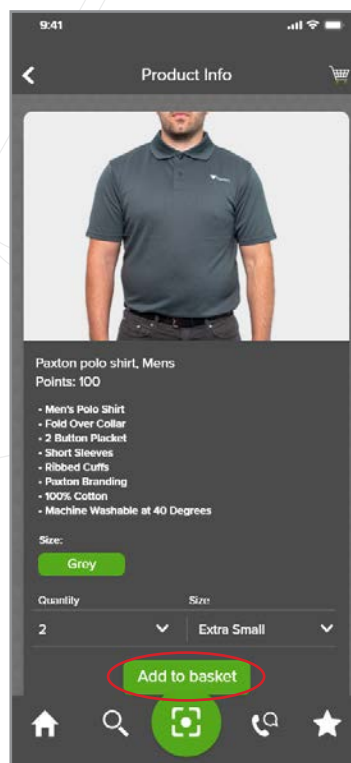 9:41
Product Info
Paxton polo shirt, Mens
Points: 100
- Men's Polo Shirt
- Fold Over Collar
- 2 Button Placket
- Short Sleeves
- Ribbed Cuffs
- Paxton Branding
- 100% Cotton
- Machine Washable at 40 Degrees
Size:
Grey
Quantity Size
2 Extra Small
Add to basket